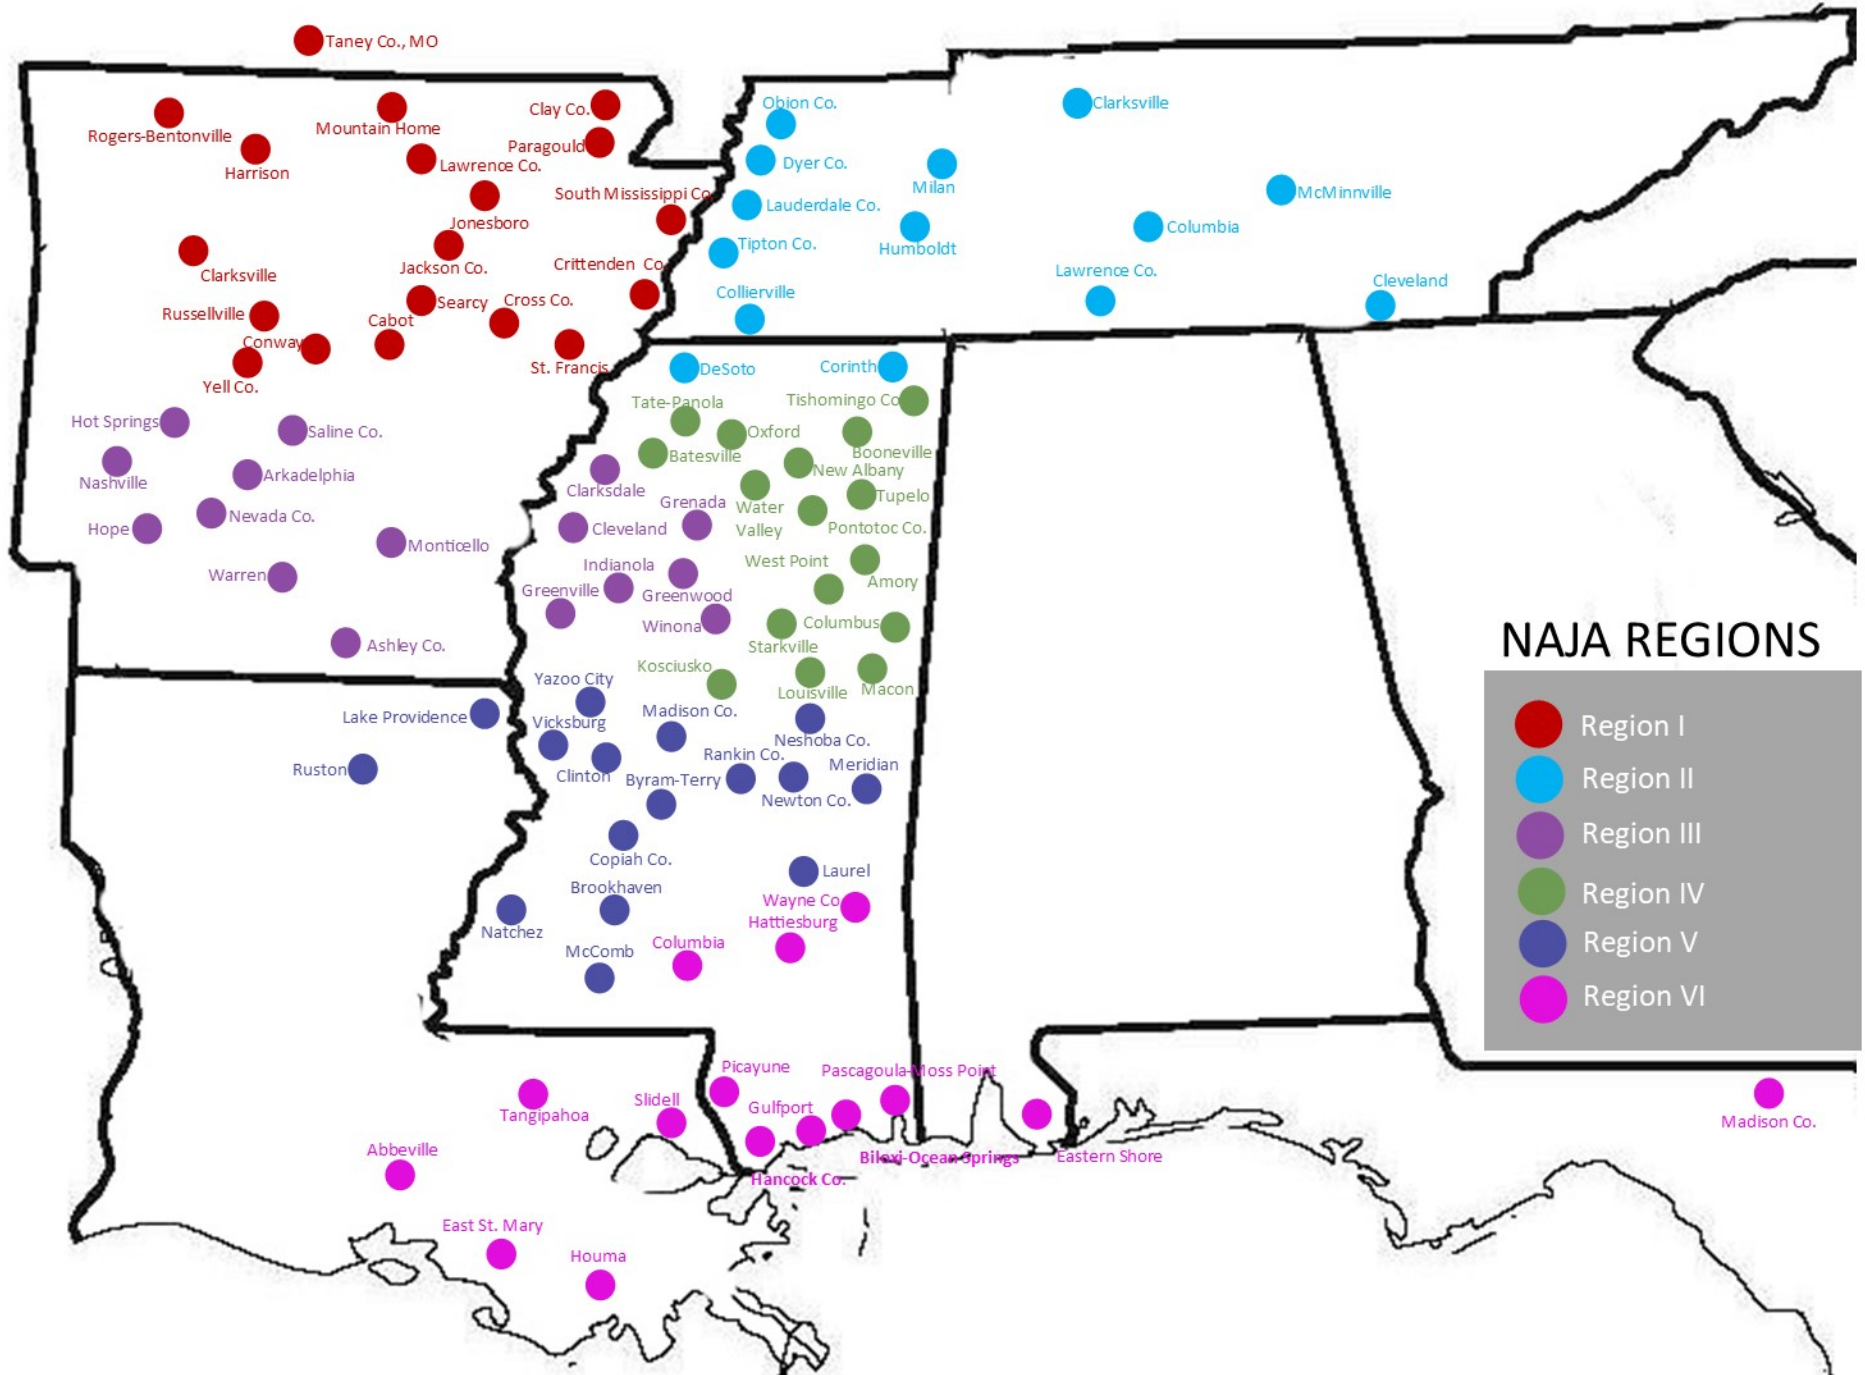 Taney Co., MO
Rogers-Bentonville
Harrison
Mountain Home
Clay Co.
Paragould
Lawrence Co.
Jonesboro
South Mississippi Co
Clarksville
Jackson Co.
Crittenden Co
Russellville
Searcy
Cross Co.
Conway
Cabot
St. Francis
Yell Co.
Obion Co.
Clarksville
Dyer Co.
Milan
McMinnville
Lauderdale Co.
Humboldt
Columbia
Tipton Co.
Lawrence Co.
Collierville
Cleveland
DeSoto
Corinth
Hot Springs
Saline Co.
Nashville
Arkadelphia
Nevada Co.
Hope
Monticello
Warren
Ashley Co.
Tate-Panola
Tishomingo Co
Oxford
Batesville
Booneville
New Albany
Clarksdale
Grenada
Water
Valley
Tupelo
Pontotoc Co.
Cleveland
Indianola
West Point
Amory
Greenville
Greenwood
Winona
Columbus
Starkville
Kosciusko
Louisville
Macon
Yazoo City
Lake Providence
Vicksburg
Madison Co.
Neshoba Co.
Ruston
Clinton
Byram-Terry
Rankin Co.
Meridian
Newton Co.
Copiah Co.
Laurel
Brookhaven
Wayne Co
Hattiesburg
Natchez
McComb
Columbia
Picayune
Pascagoula-Moss Point
Slidell
Gulfport
Tangipahoa
Abbeville
Biloxi-Ocean Springs
Eastern Shore
Hancock Co.
Madison Co.
East St. Mary
Houma
NAJA REGIONS
Region I
Region II
Region III
Region IV
Region V
Region VI